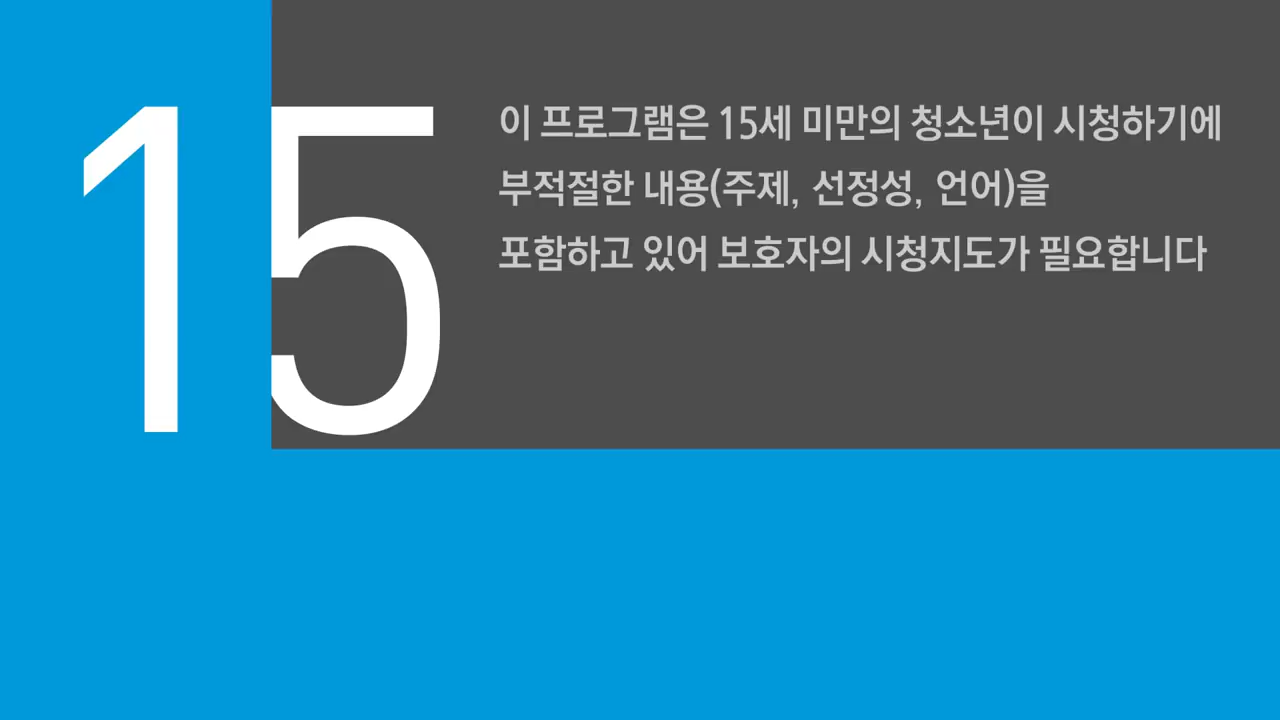 15
이 프로그램은 15세 미만의 청소년이 시청하기에
부적절한 내용(주제, 선정성, 언어)을
포함하고 있어 보호자의 시청지도가 필요합니다